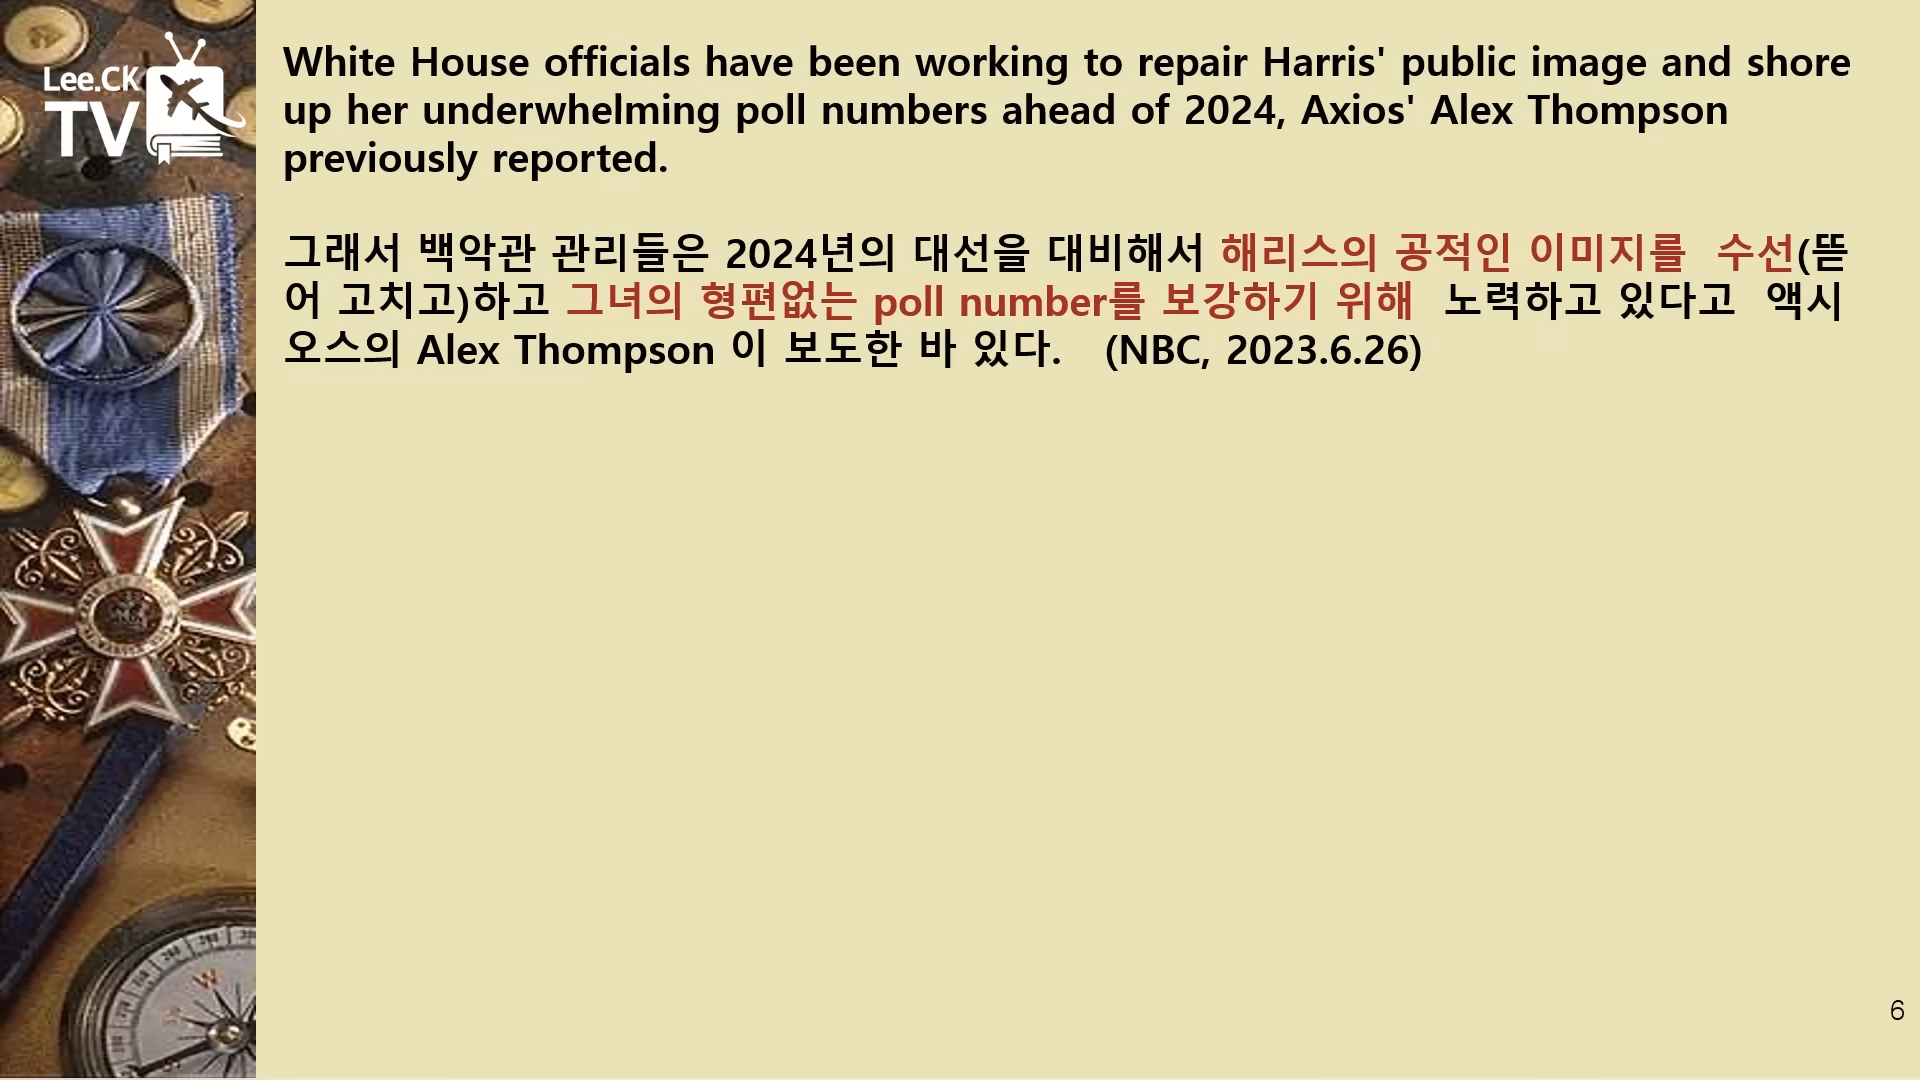 Lee.CK
TV
White House officials have been working to repair Harris' public image and shore
up her underwhelming poll numbers ahead of 2024, Axios' Alex Thompson
previously reported.
그래서 백악관 관리들은 2024년의 대선을 대비해서 해리스의 공적인 이미지를 수선(뜯
어 고치고)하고 그녀의 형편없는 poll number를 보강하기 위해 노력하고 있다고 액시
오스의 Alex Thompson 이 보도한 바 있다. (NBC, 2023.6.26)
W
6